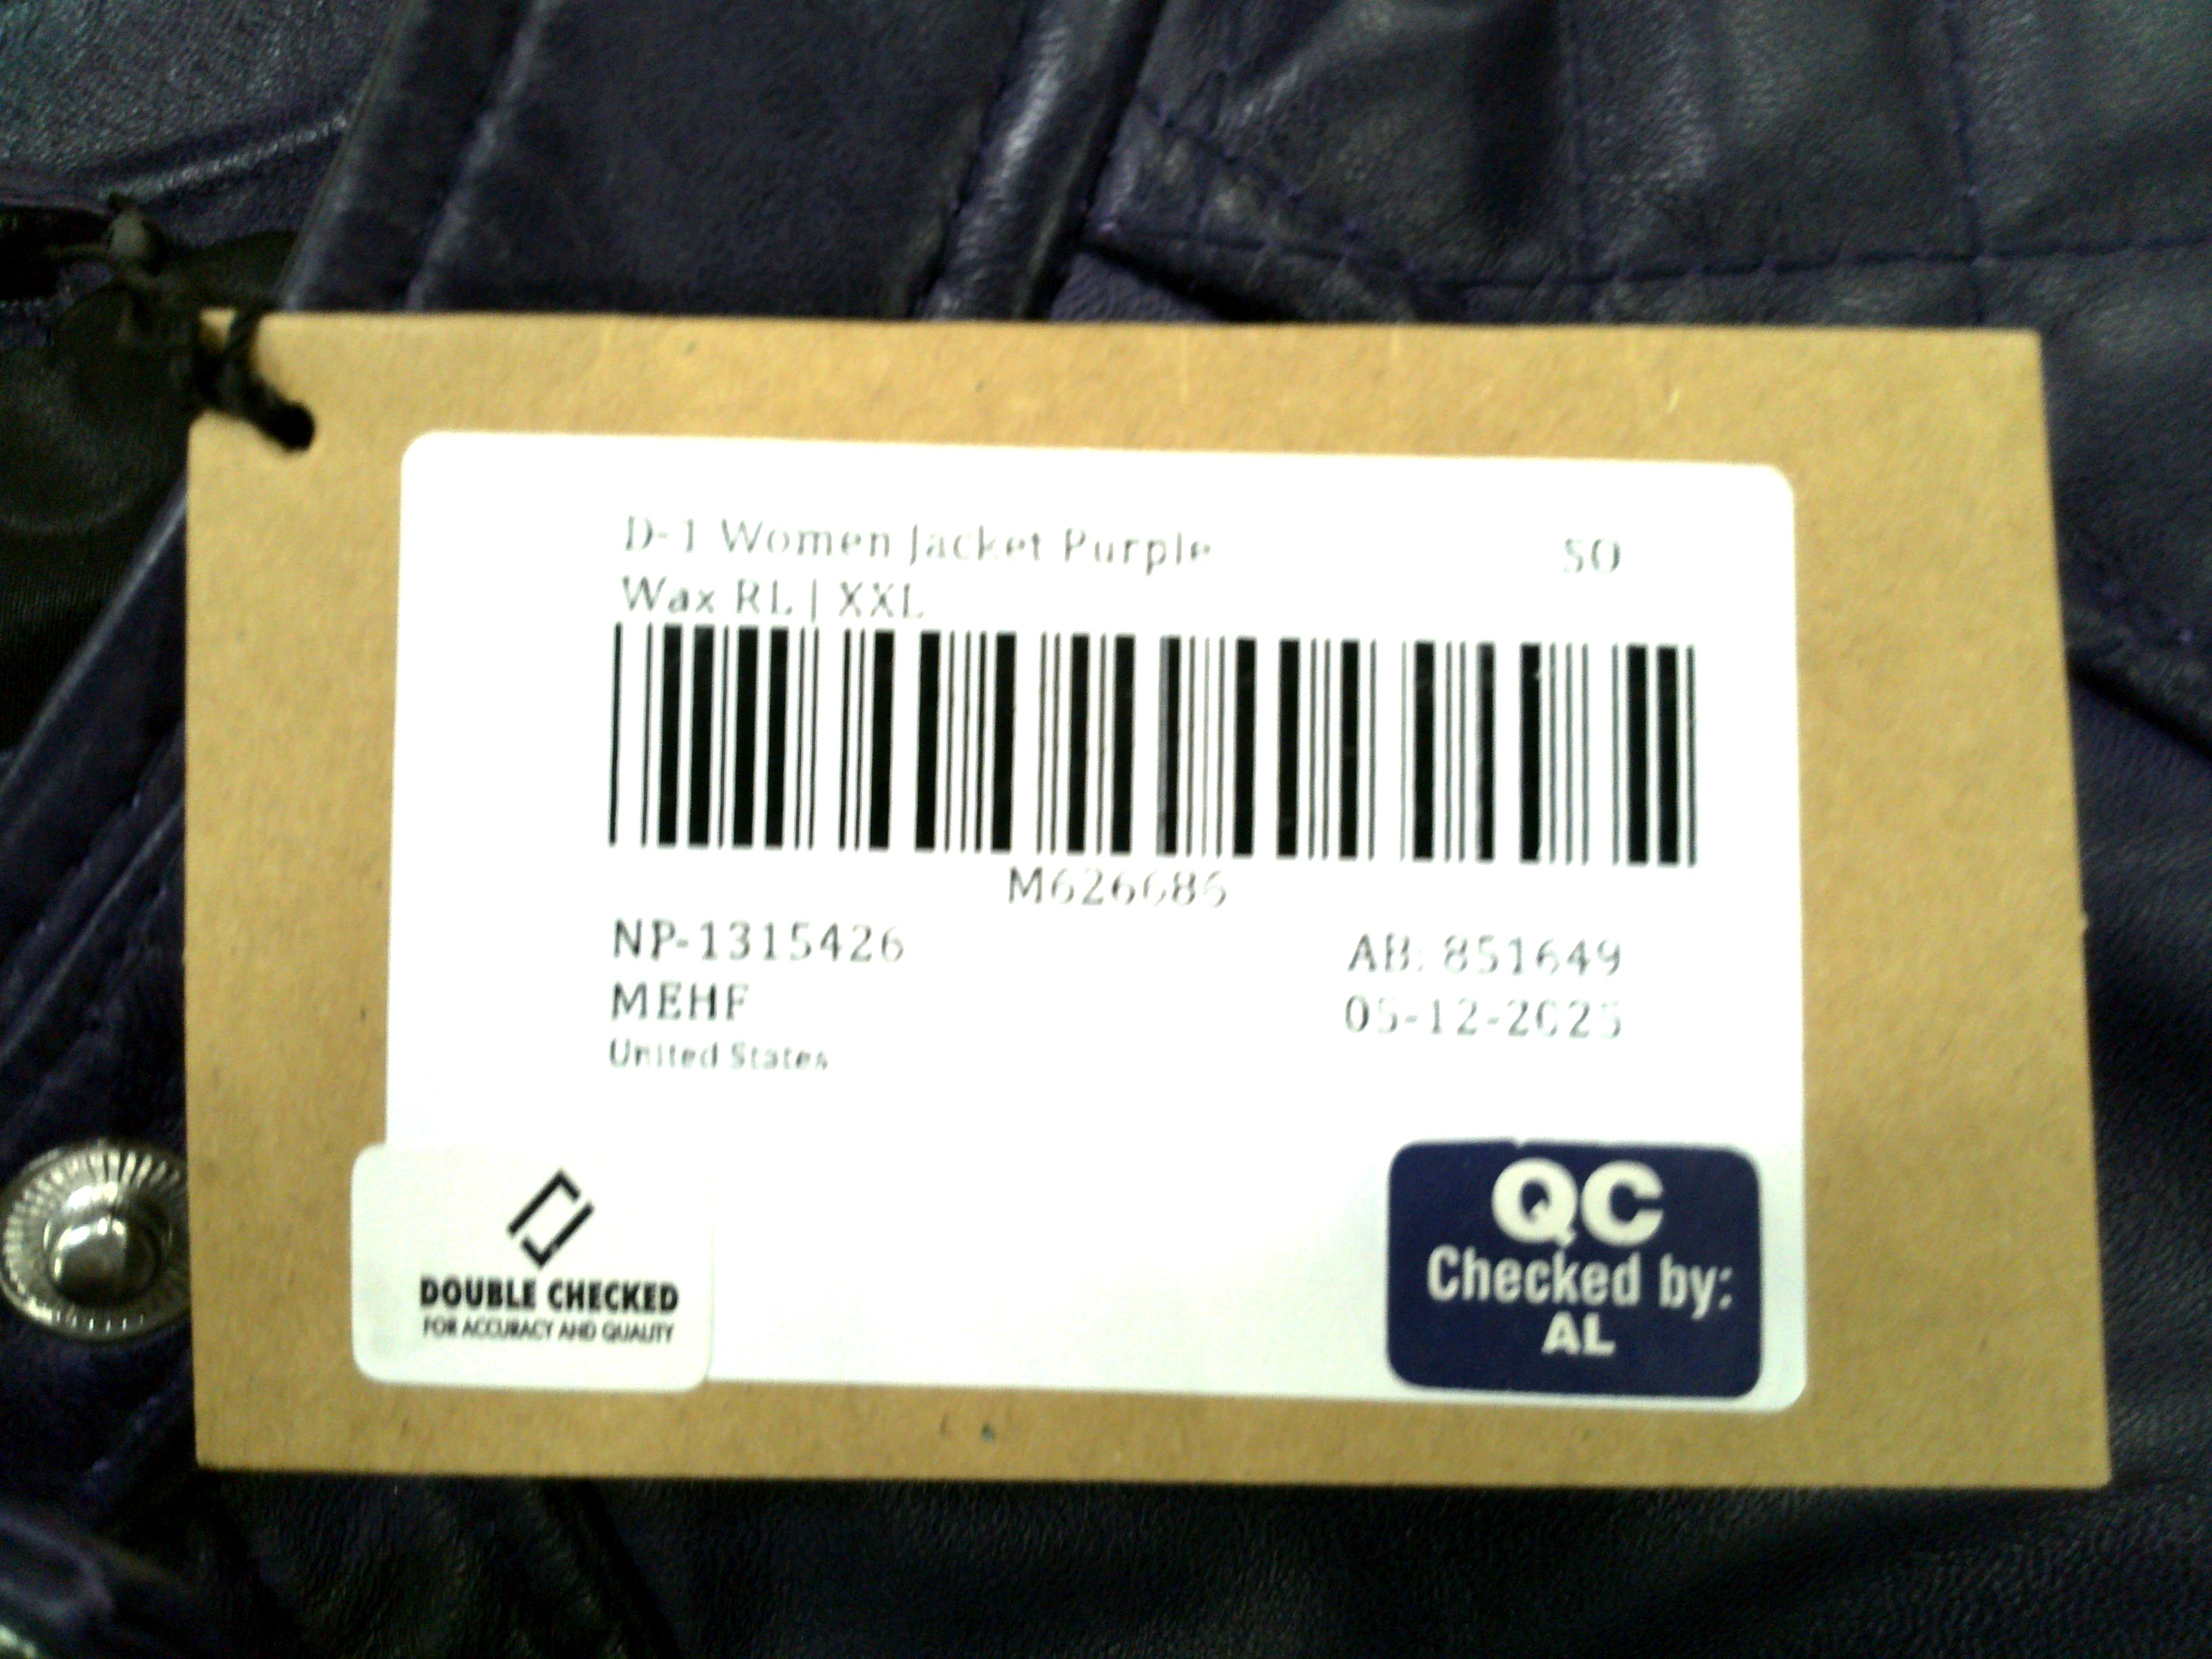 D-1 Women Jacket Purple
SO
Wax RL | XXL
M626686
NP-1315426
AB: 851649
MEHF
05-12-2025
United States
DOUBLE CHECKED
FOR ACCURACY AND QUALITY
QC
Checked by:
AL